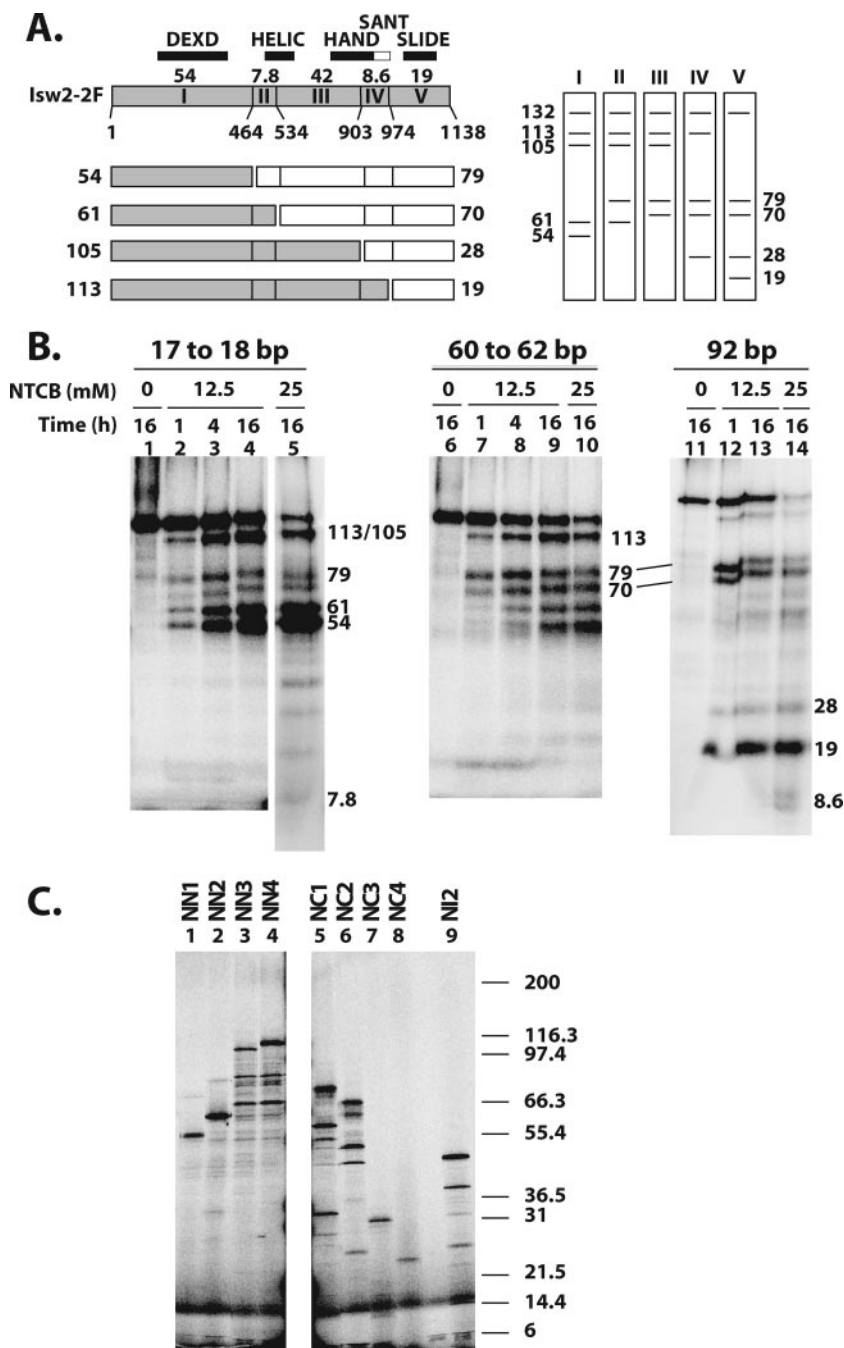 A.
SANT
DEXD HELIC HAND SLIDE
54 7.8 42 8.6 19
Isw2-2F I II III IV V
1 464 534 903 974 1138
54 79
61 70
105 28
113 19
I II III IV V
132
113
105
79
70
61
54
28
19
B.
17 to 18 bp 60 to 62 bp 92 bp
NTCB (mM) 0 12.5 25 0 12.5 25 0 12.5 25
Time (h) 16 1 4 16 16 16 1 4 16 16 16 1 16 16
1 2 3 4 5 6 7 8 9 10 11 12 13 14
113/105 113
79 79
70
61
54
28
19
7.8 8.6
C.
NN1 NN2 NN3 NN4 NC1 NC2 NC3 NC4 NI2
1 2 3 4 5 6 7 8 9
200
116.3
97.4
66.3
55.4
36.5
31
21.5
14.4
6